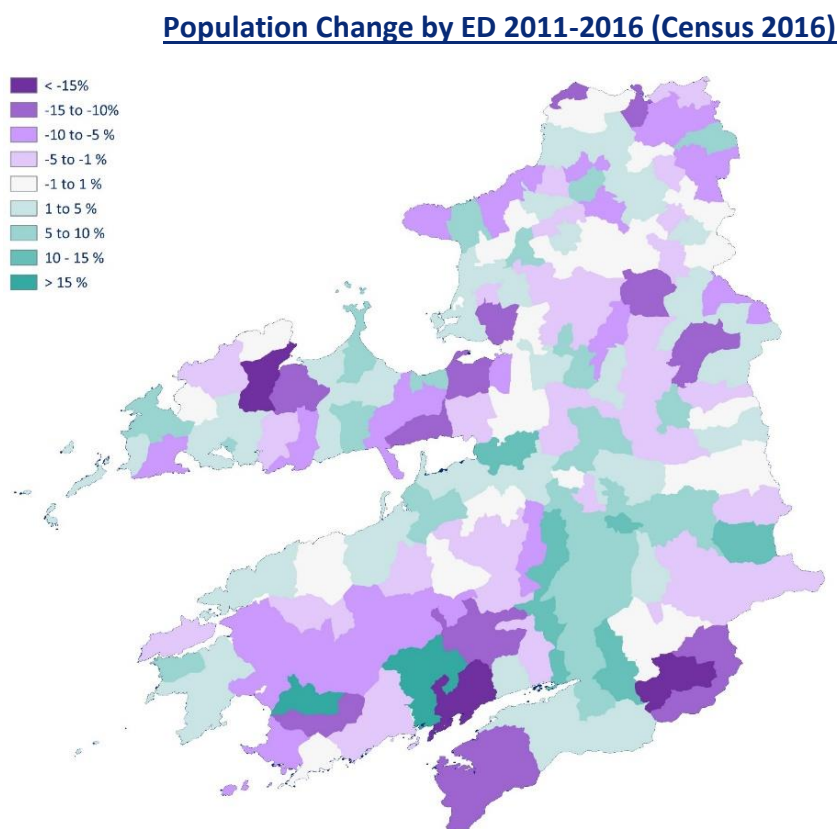 Population Change by ED 2011-2016 (Census 2016)
< -15%
-15 to -10%
-10 to -5 %
-5 to -1 %
-1 to 1 %
1 to 5 %
5 to 10 %
10 - 15 %
> 15 %